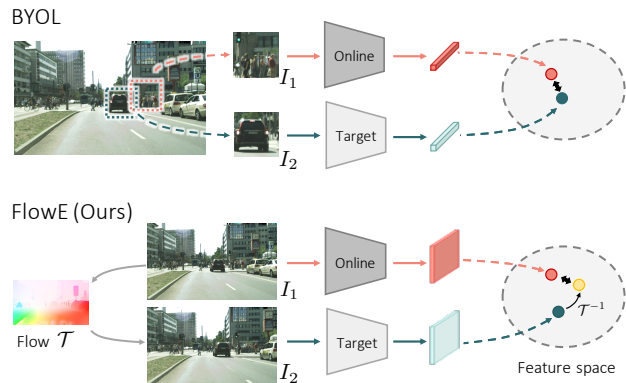 BYOL
I₁
Online
I₂
Target
FlowE (Ours)
I₁
Online
Flow 𝒯
𝒯⁻¹
I₂
Target
Feature space